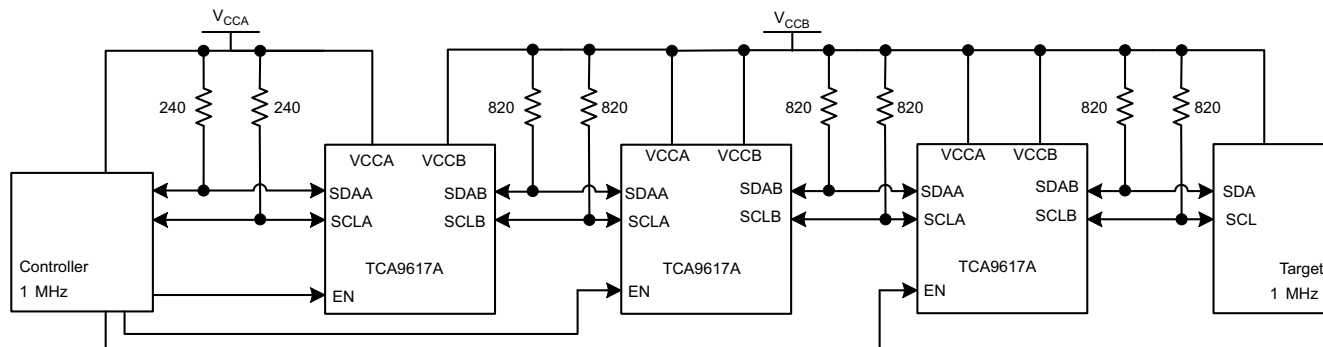 VCCA
VCCB
240
240
820
820
820
820
820
820
VCCA
VCCB
VCCA
VCCB
VCCA
VCCB
SDAA
SDAB
SDAA
SDAB
SDAA
SDAB
SDA
SCLA
SCLB
SCLA
SCLB
SCLA
SCLB
SCL
Controller
1 MHz
TCA9617A
TCA9617A
TCA9617A
Target
1 MHz
EN
EN
EN